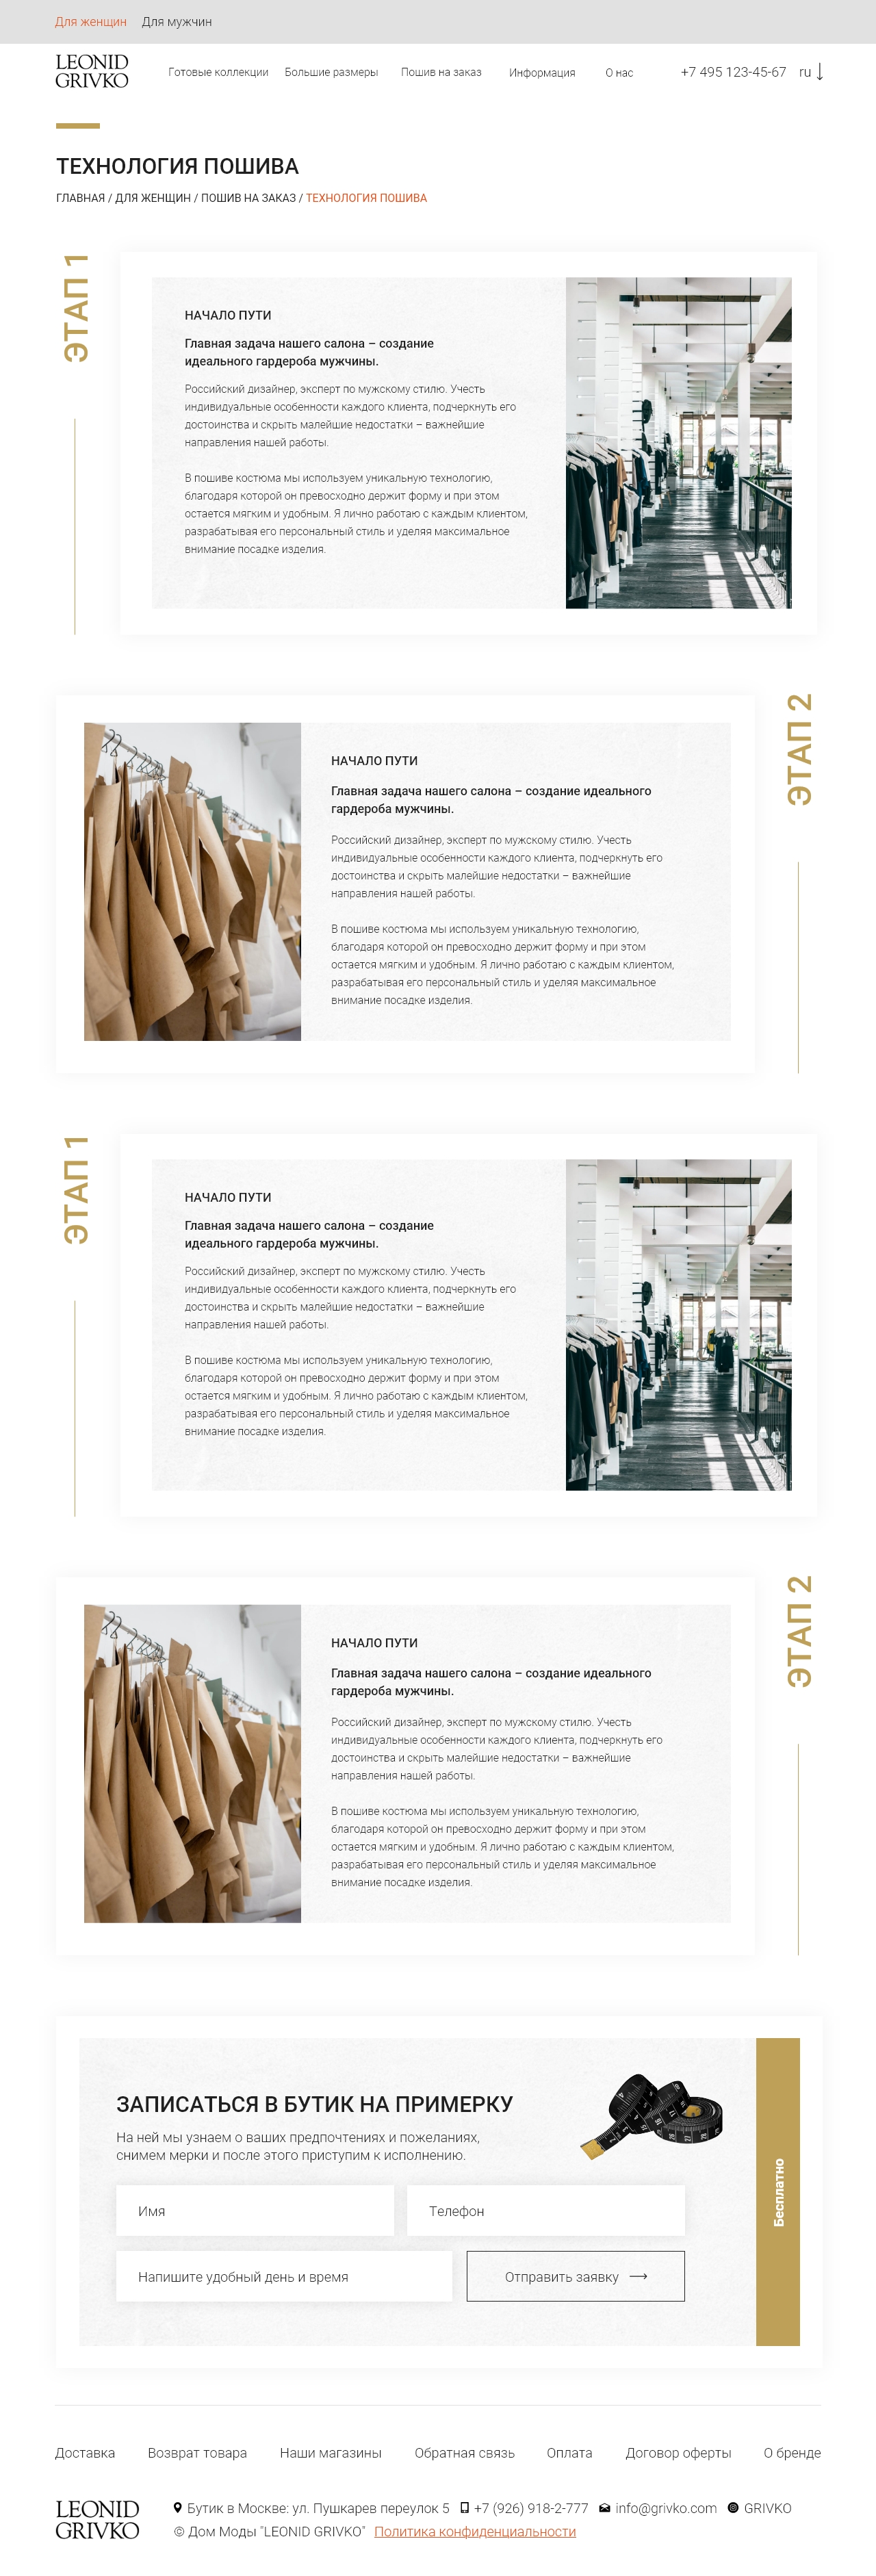 Для женщин Для мужчин
LEONID
GRIVKO
Готовые коллекции Большие размеры Пошив на заказ Информация О нас +7 495 123-45-67 ru
ТЕХНОЛОГИЯ ПОШИВА
ГЛАВНАЯ / ДЛЯ ЖЕНЩИН / ПОШИВ НА ЗАКАЗ / ТЕХНОЛОГИЯ ПОШИВА
ЭТАП 1
НАЧАЛО ПУТИ
Главная задача нашего салона – создание
идеального гардероба мужчины.
Российский дизайнер, эксперт по мужскому стилю. Учесть
индивидуальные особенности каждого клиента, подчеркнуть его
достоинства и скрыть малейшие недостатки – важнейшие
направления нашей работы.
В пошиве костюма мы используем уникальную технологию,
благодаря которой он превосходно держит форму и при этом
остается мягким и удобным. Я лично работаю с каждым клиентом,
разрабатывая его персональный стиль и уделяя максимальное
внимание посадке изделия.
ЭТАП 2
НАЧАЛО ПУТИ
Главная задача нашего салона – создание идеального
гардероба мужчины.
Российский дизайнер, эксперт по мужскому стилю. Учесть
индивидуальные особенности каждого клиента, подчеркнуть его
достоинства и скрыть малейшие недостатки – важнейшие
направления нашей работы.
В пошиве костюма мы используем уникальную технологию,
благодаря которой он превосходно держит форму и при этом
остается мягким и удобным. Я лично работаю с каждым клиентом,
разрабатывая его персональный стиль и уделяя максимальное
внимание посадке изделия.
ЭТАП 1
НАЧАЛО ПУТИ
Главная задача нашего салона – создание
идеального гардероба мужчины.
Российский дизайнер, эксперт по мужскому стилю. Учесть
индивидуальные особенности каждого клиента, подчеркнуть его
достоинства и скрыть малейшие недостатки – важнейшие
направления нашей работы.
В пошиве костюма мы используем уникальную технологию,
благодаря которой он превосходно держит форму и при этом
остается мягким и удобным. Я лично работаю с каждым клиентом,
разрабатывая его персональный стиль и уделяя максимальное
внимание посадке изделия.
ЭТАП 2
НАЧАЛО ПУТИ
Главная задача нашего салона – создание идеального
гардероба мужчины.
Российский дизайнер, эксперт по мужскому стилю. Учесть
индивидуальные особенности каждого клиента, подчеркнуть его
достоинства и скрыть малейшие недостатки – важнейшие
направления нашей работы.
В пошиве костюма мы используем уникальную технологию,
благодаря которой он превосходно держит форму и при этом
остается мягким и удобным. Я лично работаю с каждым клиентом,
разрабатывая его персональный стиль и уделяя максимальное
внимание посадке изделия.
ЗАПИСАТЬСЯ В БУТИК НА ПРИМЕРКУ
На ней мы узнаем о ваших предпочтениях и пожеланиях,
снимем мерки и после этого приступим к исполнению.
Имя Телефон
Напишите удобный день и время Отправить заявку
Бесплатно
Доставка Возврат товара Наши магазины Обратная связь Оплата Договор оферты О бренде
LEONID
GRIVKO
Бутик в Москве: ул. Пушкарев переулок 5 +7 (926) 918-2-777 info@grivko.com GRIVKO
© Дом Моды "LEONID GRIVKO" Политика конфиденциальности